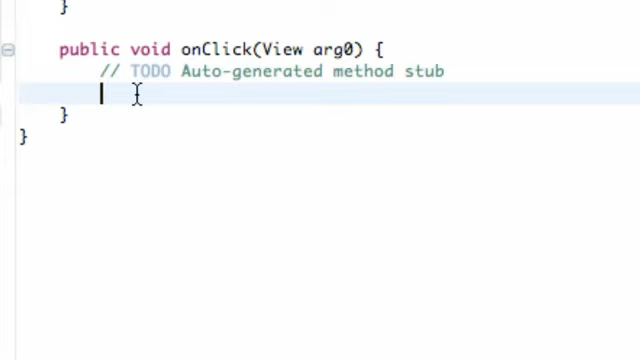 }
public void onClick(View arg0) {
// TODO Auto-generated method stub
}
}